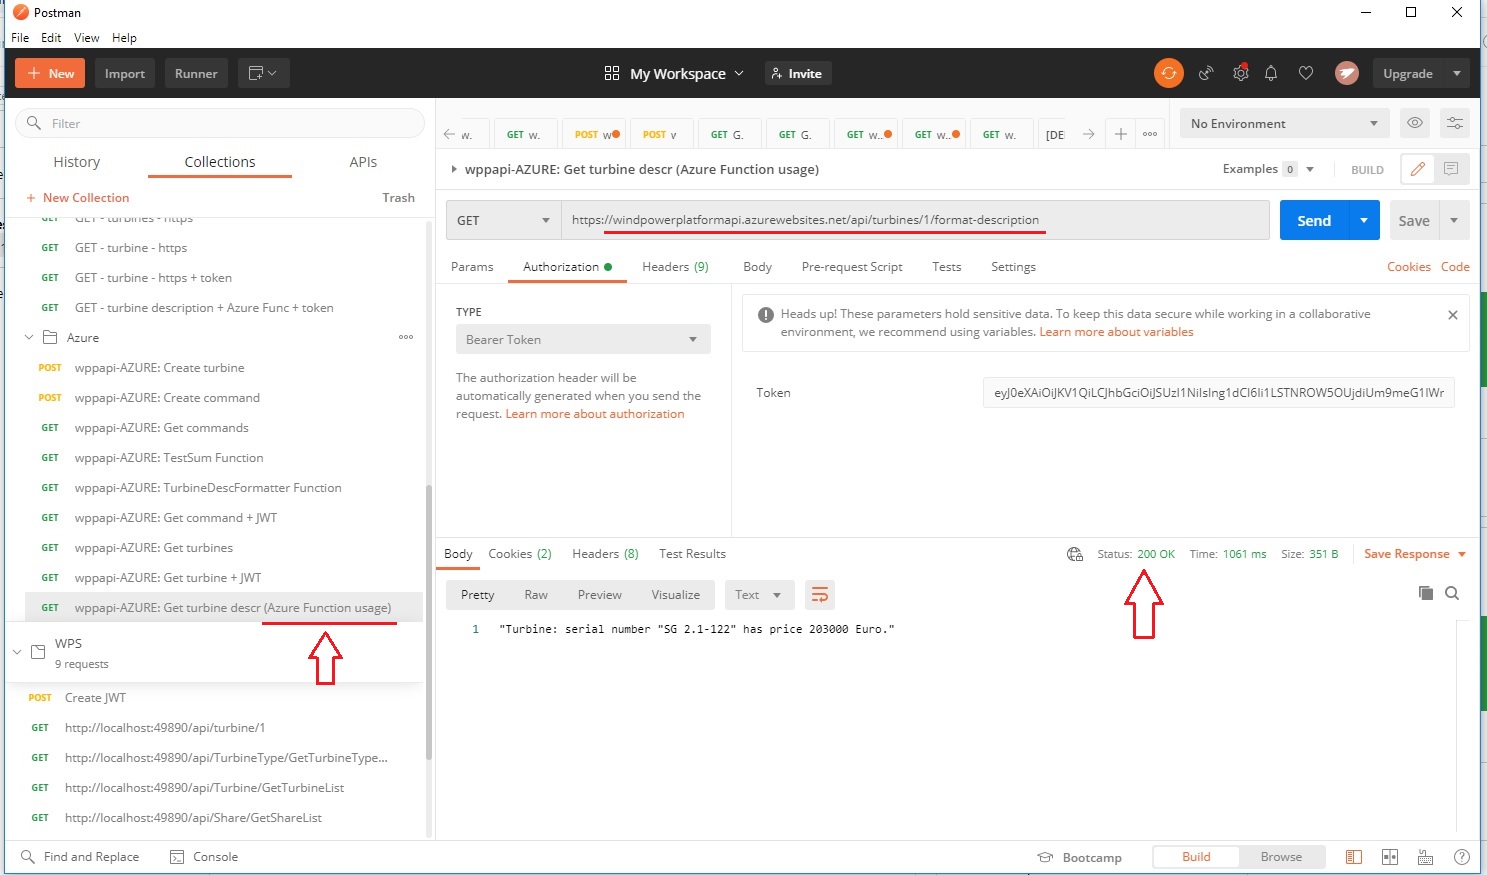 Postman
File Edit View Help
+ New Import Runner My Workspace Invite Upgrade
Filter
History Collections APIs
+ New Collection Trash
GET GET - turbines - https
GET GET - turbine - https
GET GET - turbine - https + token
GET GET - turbine description + Azure Func + token
Azure
POST wppapi-AZURE: Create turbine
POST wppapi-AZURE: Create command
GET wppapi-AZURE: Get commands
GET wppapi-AZURE: TestSum Function
GET wppapi-AZURE: TurbineDescFormatter Function
GET wppapi-AZURE: Get command + JWT
GET wppapi-AZURE: Get turbines
GET wppapi-AZURE: Get turbine + JWT
GET wppapi-AZURE: Get turbine descr (Azure Function usage)
WPS
9 requests
POST Create JWT
GET http://localhost:49890/api/turbine/1
GET http://localhost:49890/api/TurbineType/GetTurbineType...
GET http://localhost:49890/api/Turbine/GetTurbineList
GET http://localhost:49890/api/Share/GetShareList
w. GET w. POST w POST v GET G. GET G. GET w.. GET w.. GET w. [DE
No Environment
wppapi-AZURE: Get turbine descr (Azure Function usage) Examples 0 BUILD
GET https://windpowerplatformapi.azurewebsites.net/api/turbines/1/format-description Send Save
Params Authorization Headers (9) Body Pre-request Script Tests Settings Cookies Code
TYPE
Bearer Token
The authorization header will be
automatically generated when you send the
request. Learn more about authorization
Heads up! These parameters hold sensitive data. To keep this data secure while working in a collaborative
environment, we recommend using variables. Learn more about variables
Token
Body Cookies (2) Headers (8) Test Results Status: 200 OK Time: 1061 ms Size: 351 B Save Response
Pretty Raw Preview Visualize Text
1 "Turbine: serial number "SG 2.1-122" has price 203000 Euro."
Find and Replace Console Bootcamp Build Browse